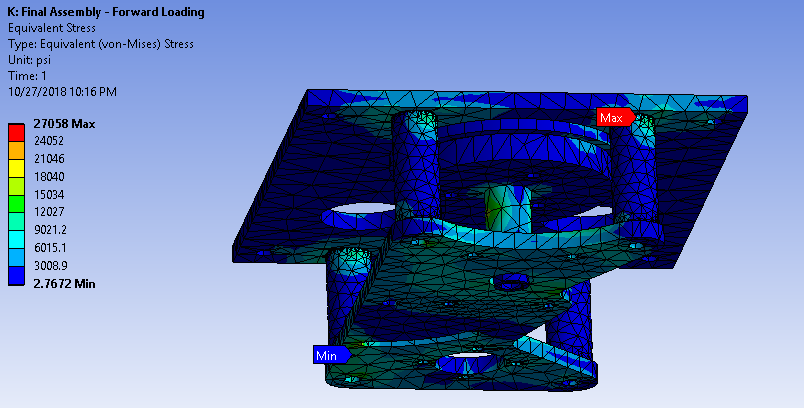 K: Final Assembly - Forward Loading
Equivalent Stress
Type: Equivalent (von-Mises) Stress
Unit: psi
Time: 1
10/27/2018 10:16 PM
27058 Max
24052
21046
18040
15034
12027
9021.2
6015.1
3008.9
2.7672 Min
Max
Min